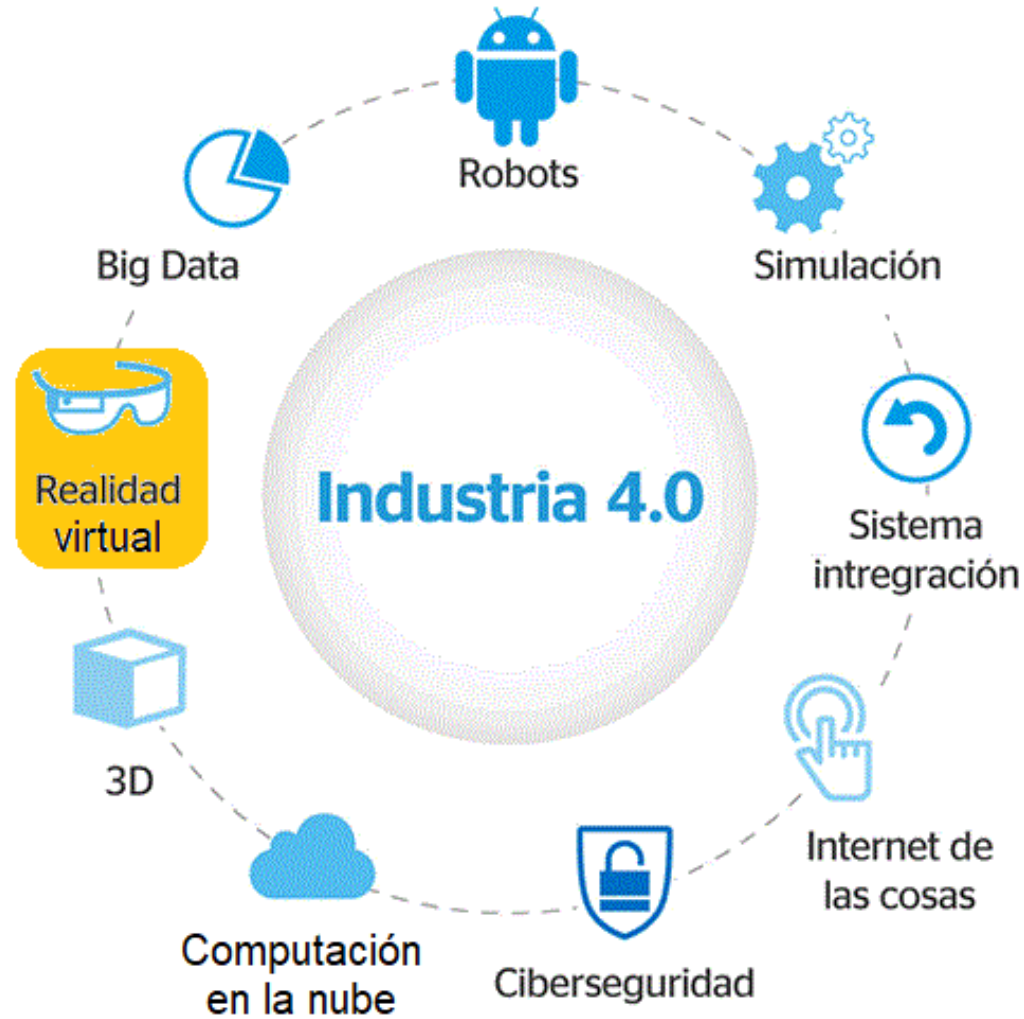 Robots
Simulación
Sistema
intregración
Internet de
las cosas
Ciberseguridad
Computación
en la nube
3D
Realidad
virtual
Big Data
Industria 4.0